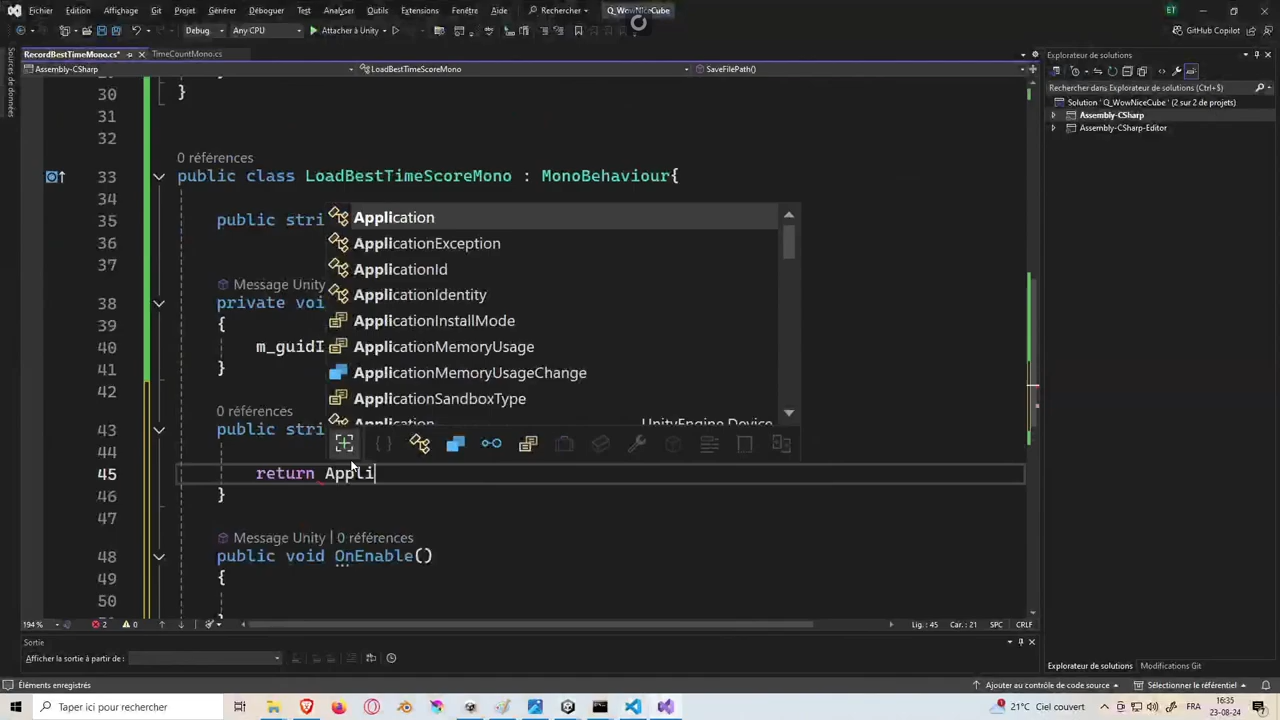 Fichier Edition Affichage Git Projet Générer Déboguer Test Analyser Outils Extensions Fenêtre Aide Rechercher Q_WowNiceCube ET
Debug Any CPU Attacher à Unity GitHub Copilot
RecordBestTimeMono.cs* TimeCountMono.cs Explorateur de solutions
Assembly-CSharp LoadBestTimeScoreMono SaveFilePath()
Sources de données
Rechercher dans Explorateur de solutions (Ctrl+$)
Solution ' Q_WowNiceCube ' (2 sur 2 de projets)
Assembly-CSharp
Assembly-CSharp-Editor
30 }
31
32
0 références
33 public class LoadBestTimeScoreMono : MonoBehaviour{
34
35 public stri
36
37
Message Unity
38 private voi
39 {
40 m_guidI
41 }
42
0 références
43 public stri
44
45 return Appli
46 }
47
Message Unity | 0 références
48 public void OnEnable()
49 {
50
Application
ApplicationException
ApplicationId
ApplicationIdentity
ApplicationInstallMode
ApplicationMemoryUsage
ApplicationMemoryUsageChange
ApplicationSandboxType
Application UnityEngine.Device
194 % 2 0 Lig : 45 Car. : 21 SPC CRLF
Sortie
Afficher la sortie à partir de :
Explorateur de solutions Modifications Git
Éléments enregistrés Ajouter au contrôle de code source Sélectionner le référentiel
Taper ici pour rechercher 21°C Ciel couvert FRA 16:35
23-08-24